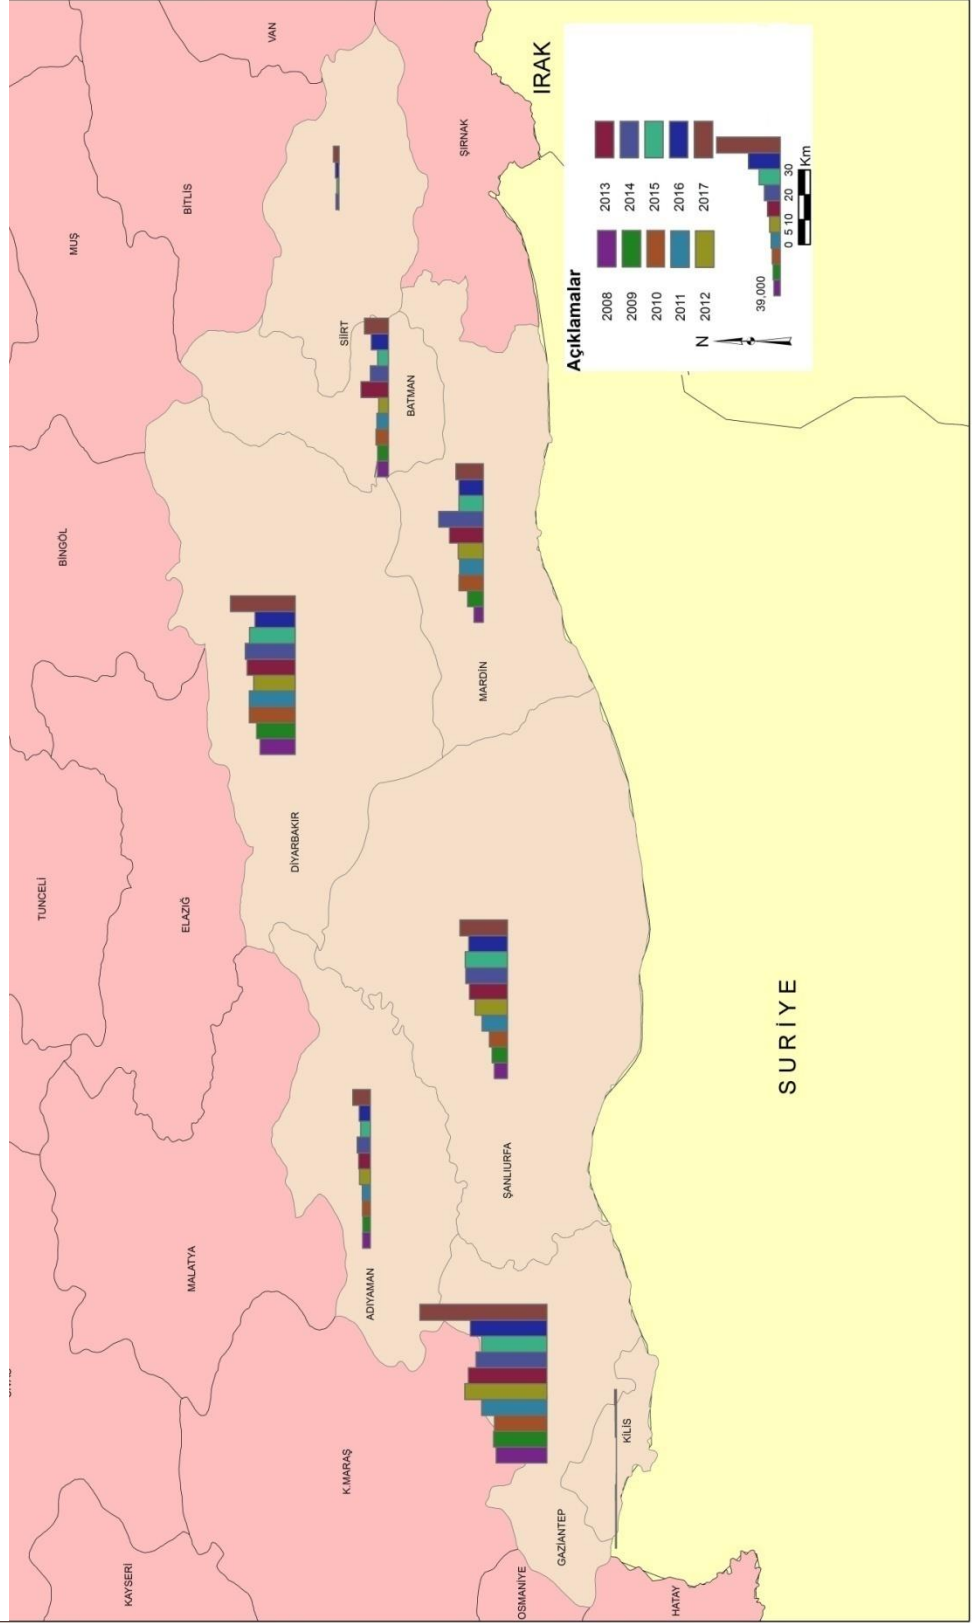 KAYSERİ
MALATYA
TUNCELİ
BİNGÖL
MUŞ
VAN
ELAZIĞ
BİTLİS
K.MARAŞ
ADIYAMAN
DİYARBAKIR
SİİRT
BATMAN
ŞIRNAK
OSMANİYE
GAZİANTEP
KİLİS
HATAY
ŞANLIURFA
MARDİN
IRAK
SURİYE
Açıklamalar
2008 2013
2009 2014
2010 2015
2011 2016
2012 2017
N
39,000
0 5 10 20 30
Km